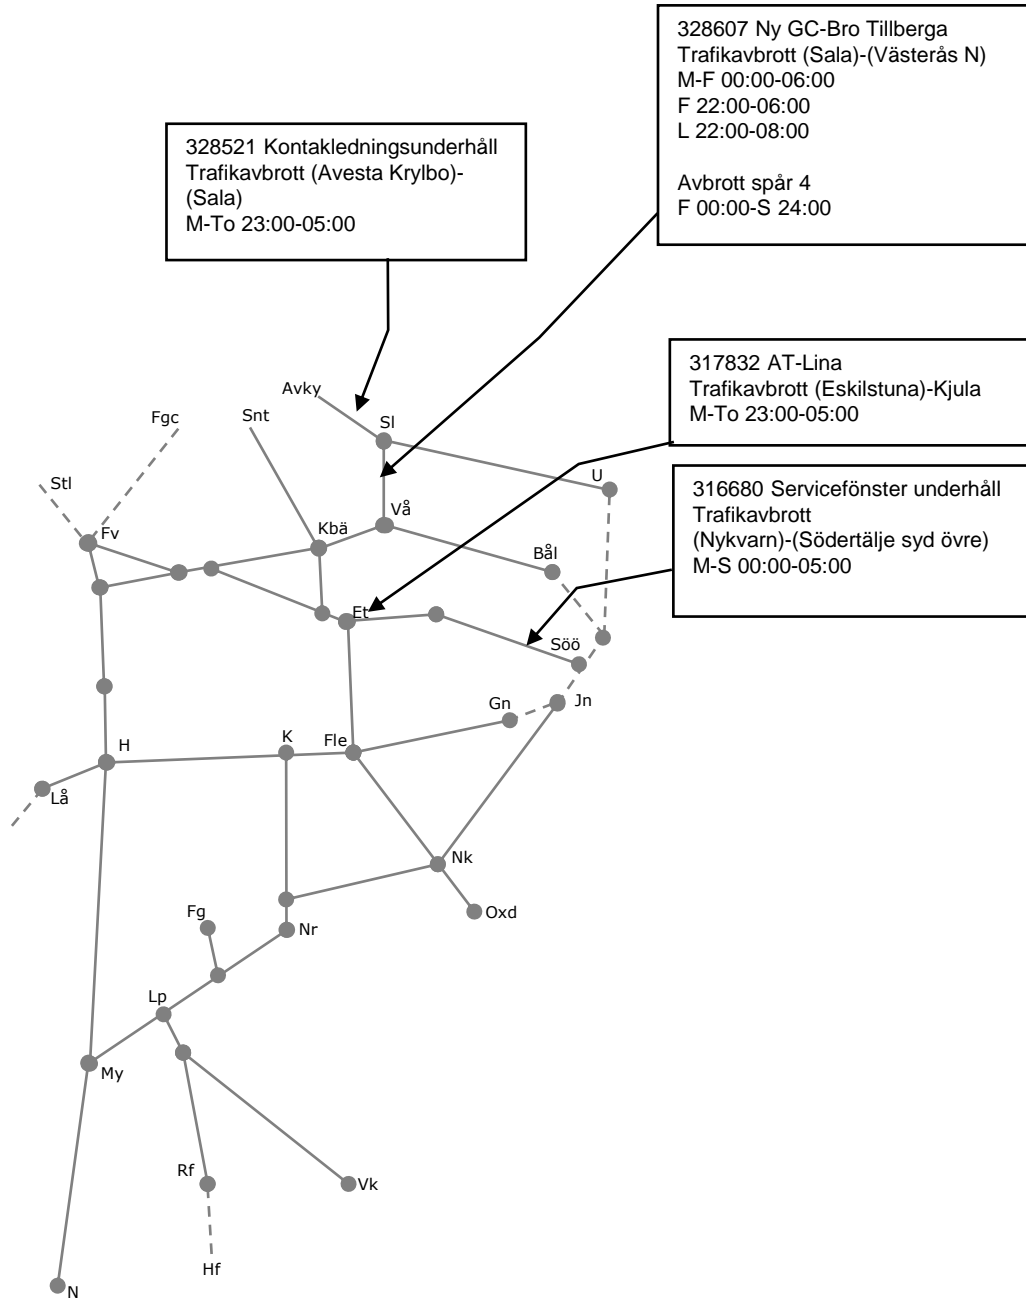 328607 Ny GC-Bro Tillberga
Trafikavbrott (Sala)-(Västerås N)
M-F 00:00-06:00
F 22:00-06:00
L 22:00-08:00
Avbrott spår 4
F 00:00-S 24:00
328521 Kontakledningsunderhåll
Trafikavbrott (Avesta Krylbo)-
(Sala)
M-To 23:00-05:00
317832 AT-Lina
Trafikavbrott (Eskilstuna)-Kjula
M-To 23:00-05:00
316680 Servicefönster underhåll
Trafikavbrott
(Nykvarn)-(Södertälje syd övre)
M-S 00:00-05:00
Avky
Fgc
Snt
Sl
Stl
U
Fv
Kbä
Vå
Bål
Et
Söö
Gn
Jn
H
K
Fle
Lå
Nk
Fg
Nr
Oxd
Lp
My
Rf
Vk
Hf
N